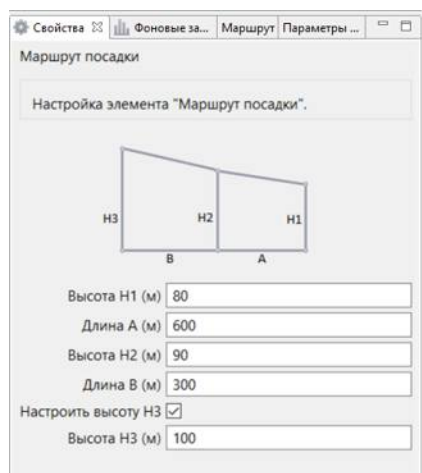 Свойства Фоновые за... Маршрут Параметры ...
Маршрут посадки
Настройка элемента "Маршрут посадки".
H3 H2 H1
B A
Высота H1 (м) 80
Длина A (м) 600
Высота H2 (м) 90
Длина B (м) 300
Настроить высоту H3
Высота H3 (м) 100